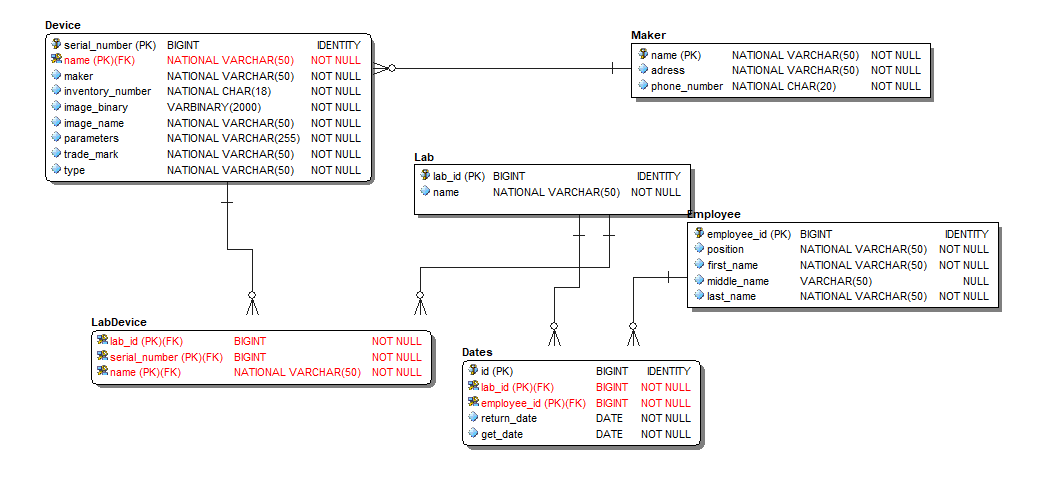 Device
serial_number (PK) BIGINT IDENTITY
name (PK)(FK) NATIONAL VARCHAR(50) NOT NULL
maker NATIONAL VARCHAR(50) NOT NULL
inventory_number NATIONAL CHAR(18) NOT NULL
image_binary VARBINARY(2000) NOT NULL
image_name NATIONAL VARCHAR(50) NOT NULL
parameters NATIONAL VARCHAR(255) NOT NULL
trade_mark NATIONAL VARCHAR(50) NOT NULL
type NATIONAL VARCHAR(50) NOT NULL
Maker
name (PK) NATIONAL VARCHAR(50) NOT NULL
adress NATIONAL VARCHAR(50) NOT NULL
phone_number NATIONAL CHAR(20) NOT NULL
Lab
lab_id (PK) BIGINT IDENTITY
name NATIONAL VARCHAR(50) NOT NULL
Employee
employee_id (PK) BIGINT IDENTITY
position NATIONAL VARCHAR(50) NOT NULL
first_name NATIONAL VARCHAR(50) NOT NULL
middle_name VARCHAR(50) NULL
last_name NATIONAL VARCHAR(50) NOT NULL
LabDevice
lab_id (PK)(FK) BIGINT NOT NULL
serial_number (PK)(FK) BIGINT NOT NULL
name (PK)(FK) NATIONAL VARCHAR(50) NOT NULL
Dates
id (PK) BIGINT IDENTITY
lab_id (PK)(FK) BIGINT NOT NULL
employee_id (PK)(FK) BIGINT NOT NULL
return_date DATE NOT NULL
get_date DATE NOT NULL